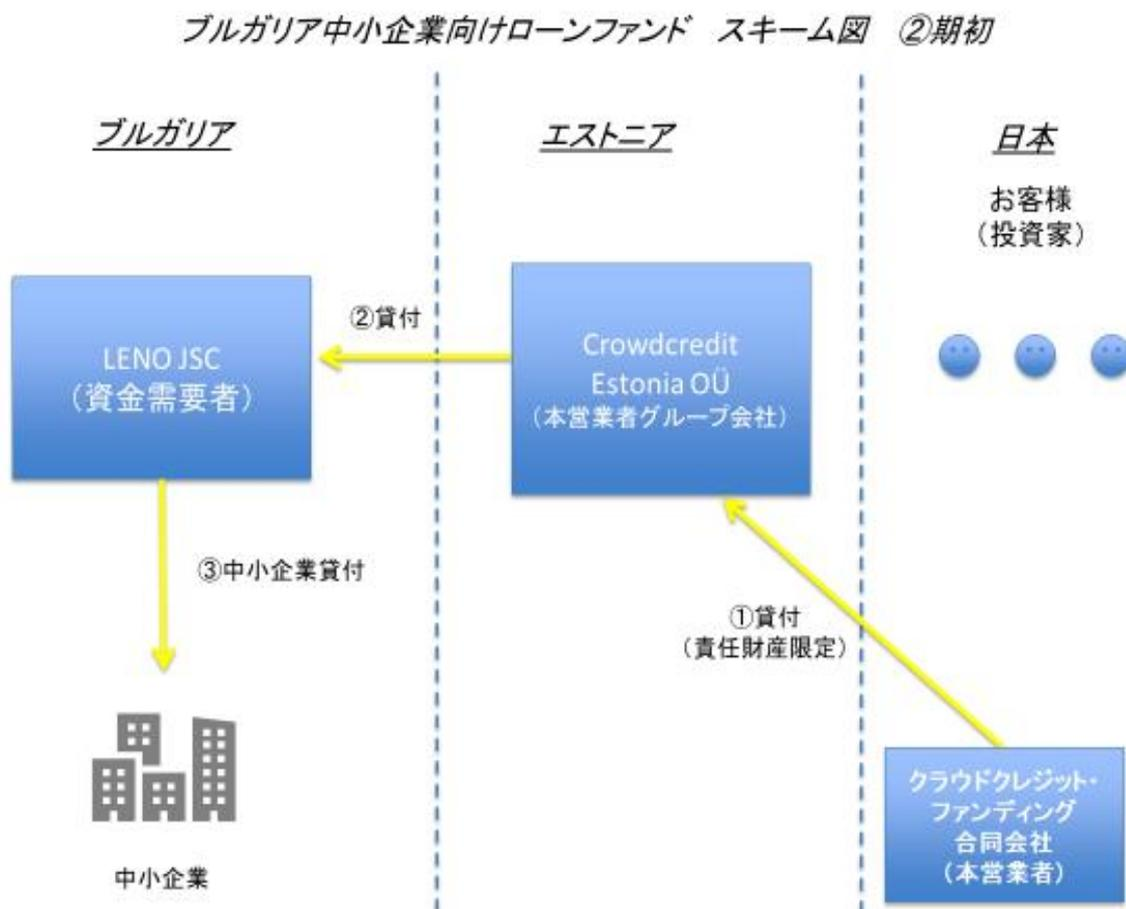 ブルガリア中小企業向けローンファンド　スキーム図　②期初
ブルガリア
エストニア
日本
お客様
（投資家）
LENO JSC
（資金需要者）
②貸付
Crowdcredit
Estonia OÜ
（本営業者グループ会社）
③中小企業貸付
①貸付
（責任財産限定）
クラウドクレジット・
ファンディング
合同会社
（本営業者）
中小企業